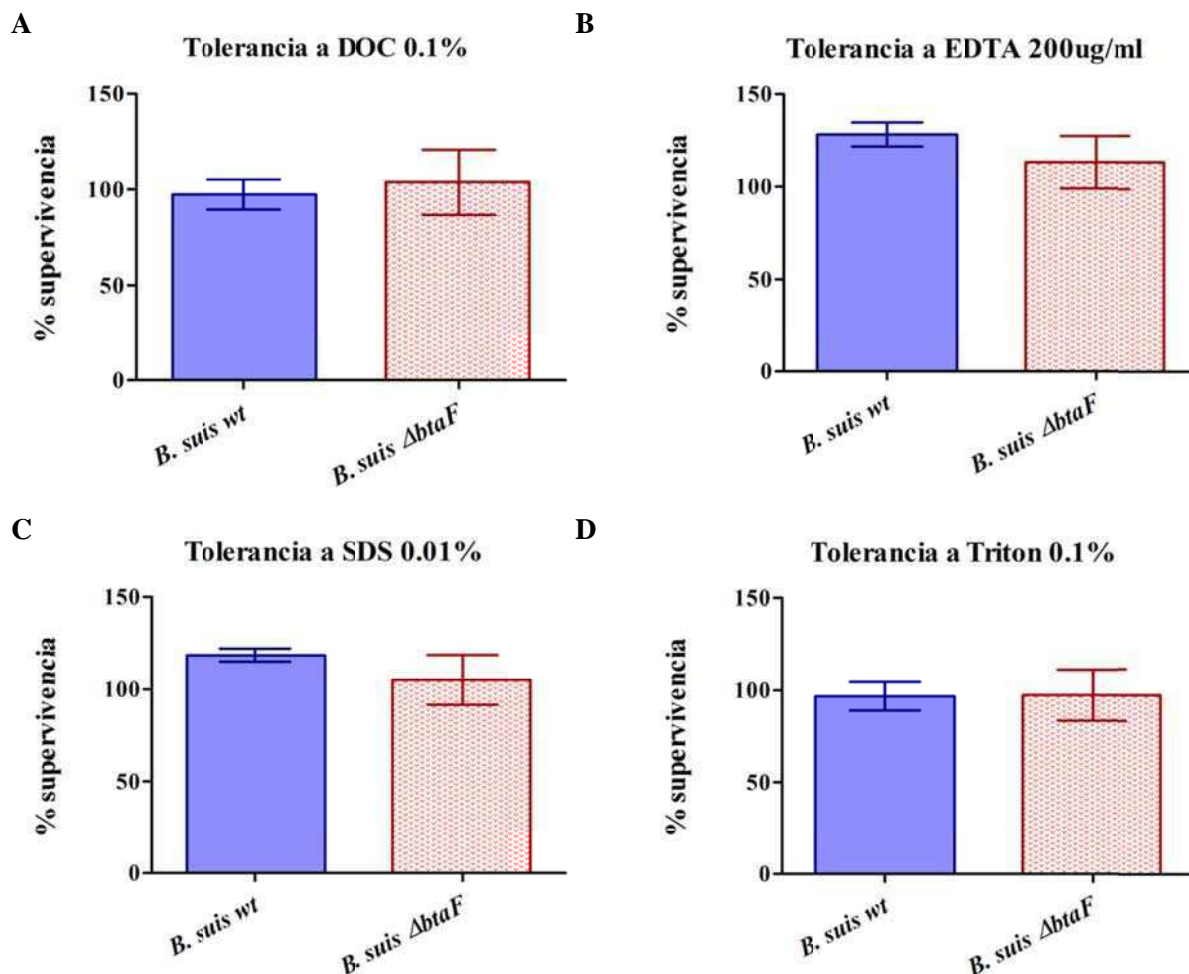 A
Tolerancia a DOC 0.1%
150
100
50
0
% supervivencia
B. suis wt
B. suis ΔbtaF
B
Tolerancia a EDTA 200ug/ml
150
100
50
0
% supervivencia
B. suis wt
B. suis ΔbtaF
C
Tolerancia a SDS 0.01%
150
100
50
0
% supervivencia
B. suis wt
B. suis ΔbtaF
D
Tolerancia a Triton 0.1%
150
100
50
0
% supervivencia
B. suis wt
B. suis ΔbtaF